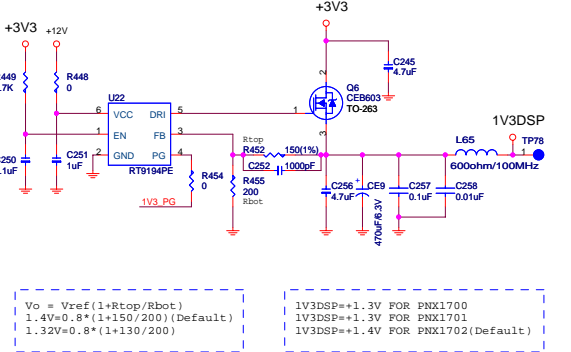 +3V3
+3V3
+12V
449
7K
R448
0
C245
4.7uF
U22
Q6
CEB603
TO-263
6 VCC DRI 5
1 EN FB 3
2 GND PG 4
RT9194PE
1
2
3
1V3DSP
L65
TP78
1
600ohm/100MHz
250
1uF
C251
1uF
Rtop
R452 150(1%)
C252 1000pF
R454
0
R455
200
Rbot
1V3_PG
C256
4.7uF
+
CE9
470uF/6.3V
C257
0.1uF
C258
0.01uF
Vo = Vref(1+Rtop/Rbot)
1.4V=0.8*(1+150/200)(Default)
1.32V=0.8*(1+130/200)
1V3DSP=+1.3V FOR PNX1700
1V3DSP=+1.3V FOR PNX1701
1V3DSP=+1.4V FOR PNX1702(Default)